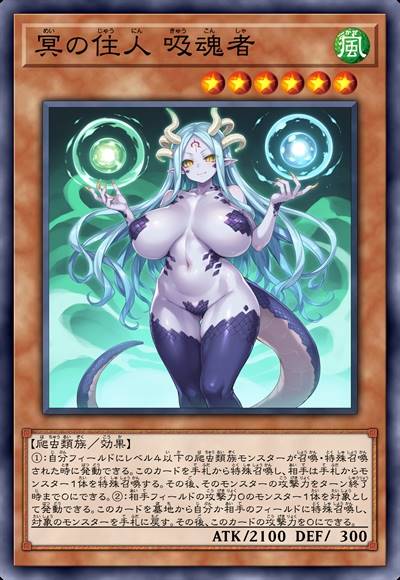 冥の住人 吸魂者
風
【爬虫類族／効果】
①:自分フィールドにレベル4以下の爬虫類族モンスターが召喚・特殊召喚
された時に発動できる。このカードを手札から特殊召喚し、相手は手札からモ
ンスター1体を特殊召喚する。その後、そのモンスターの攻撃力をターン終了
時まで0にできる。②:相手フィールドの攻撃力0のモンスター1体を対象とし
て発動できる。このカードを墓地から自分か相手のフィールドに特殊召喚し、
対象のモンスターを手札に戻す。その後、このカードの攻撃力を0にできる。
ATK/2100 DEF/ 300